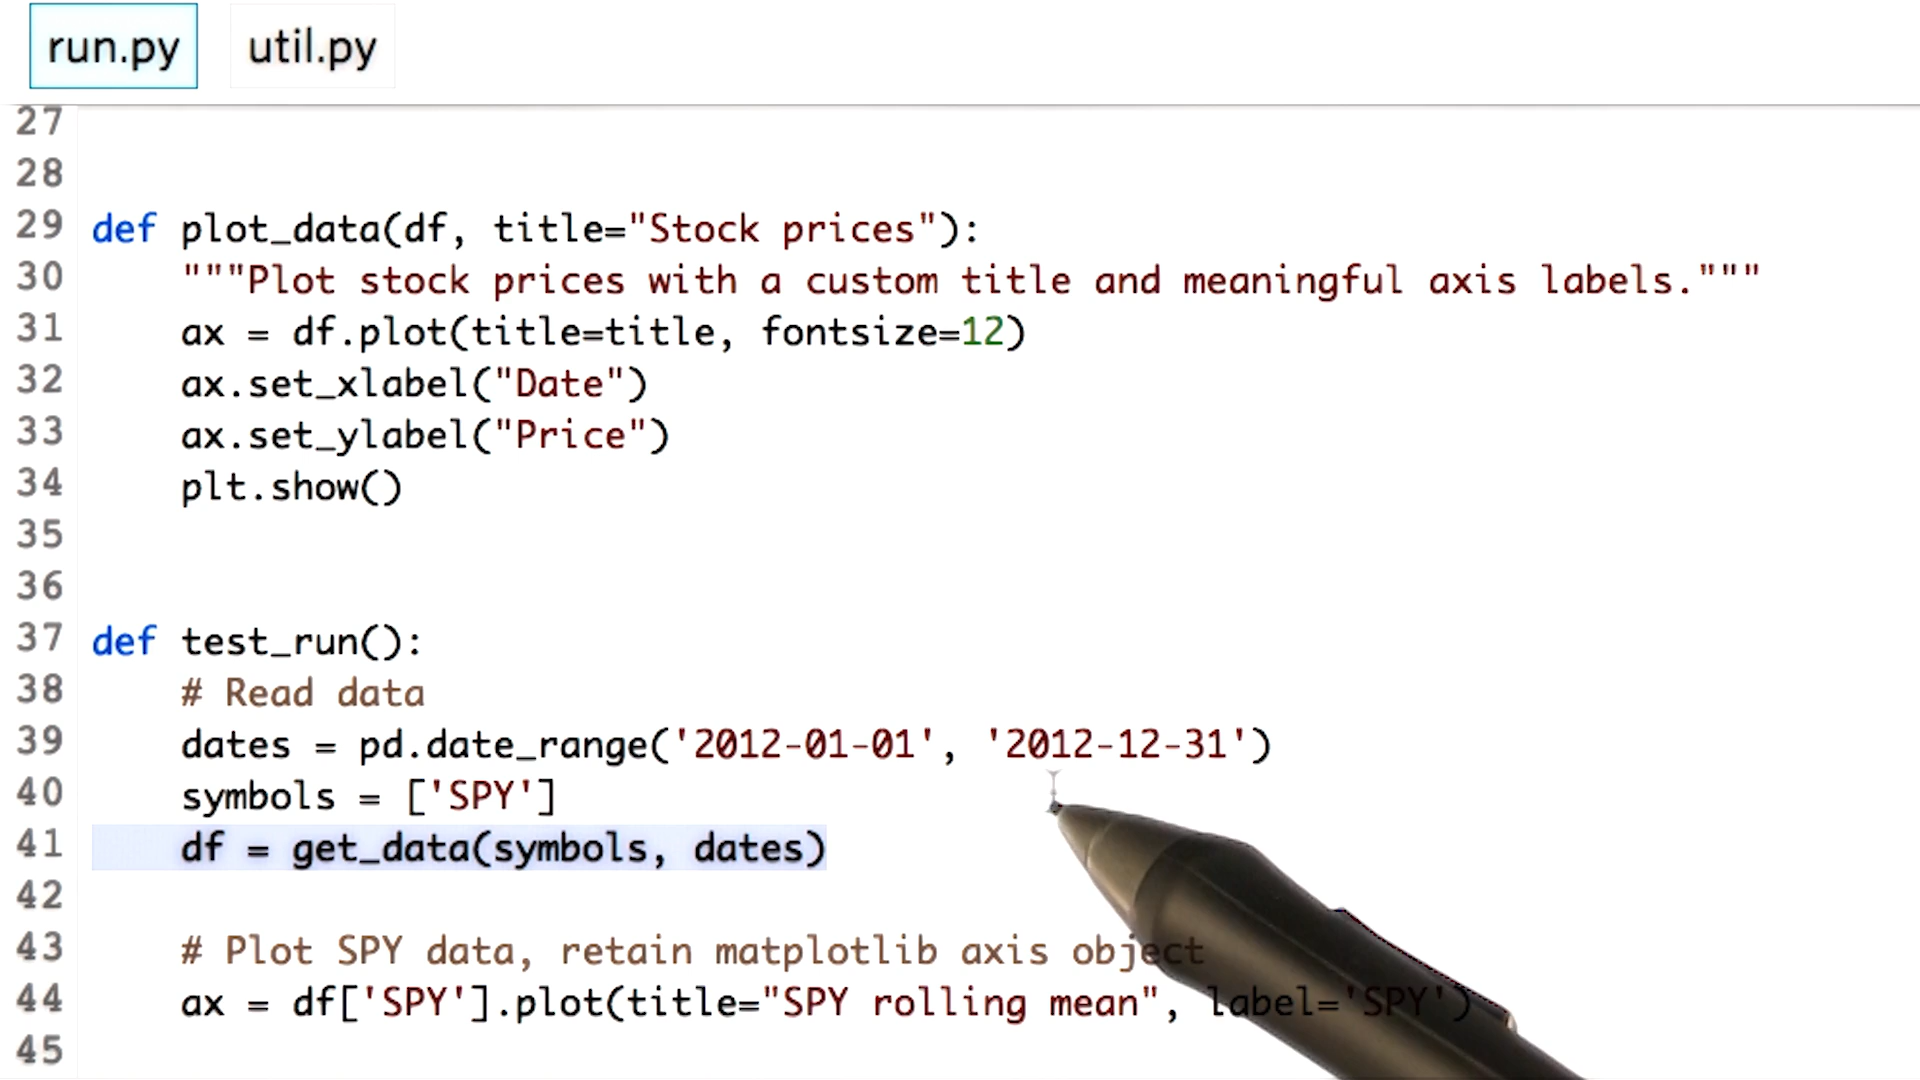 run.py util.py
27
28
29 def plot_data(df, title="Stock prices"):
30     """Plot stock prices with a custom title and meaningful axis labels."""
31     ax = df.plot(title=title, fontsize=12)
32     ax.set_xlabel("Date")
33     ax.set_ylabel("Price")
34     plt.show()
35
36
37 def test_run():
38     # Read data
39     dates = pd.date_range('2012-01-01', '2012-12-31')
40     symbols = ['SPY']
41     df = get_data(symbols, dates)
42
43     # Plot SPY data, retain matplotlib axis object
44     ax = df['SPY'].plot(title="SPY rolling mean", label='SPY')
45